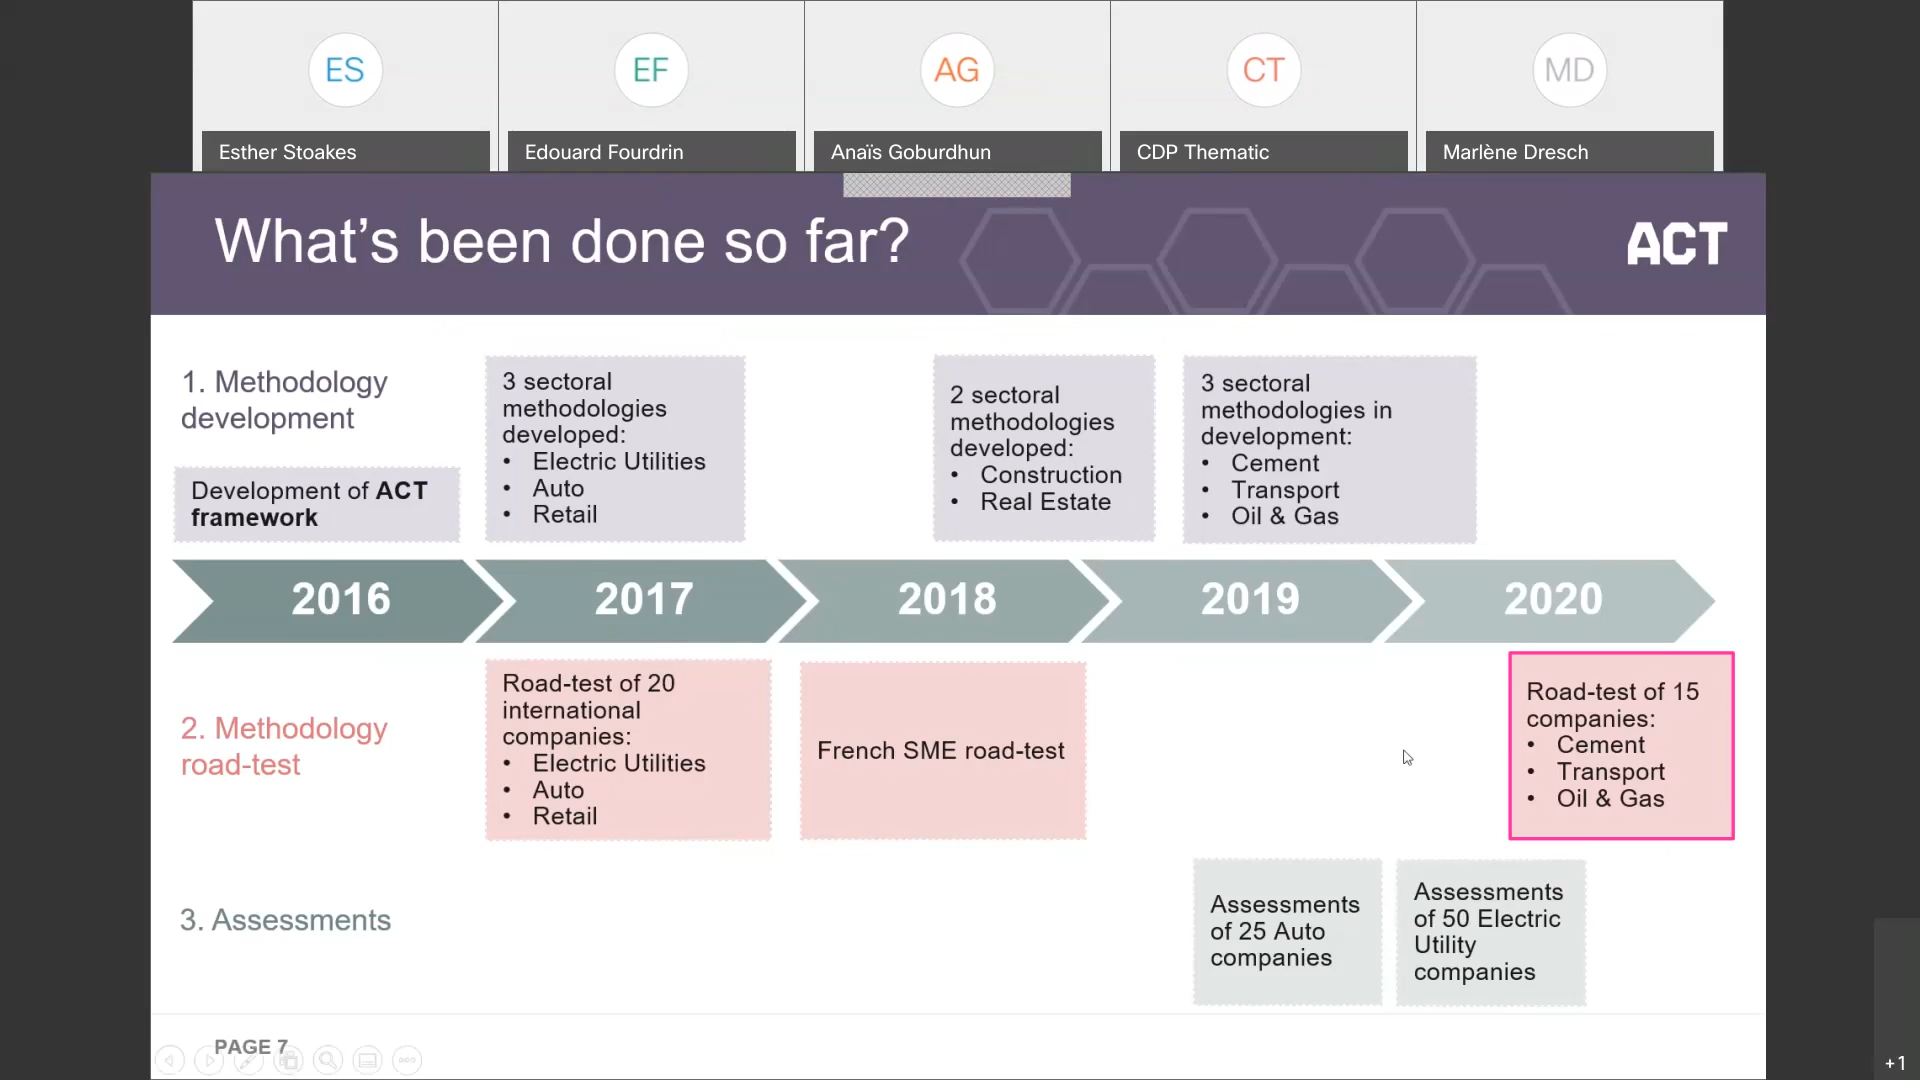 ES
EF
AG
CT
MD
Esther Stoakes
Edouard Fourdrin
Anaïs Goburdhun
CDP Thematic
Marlène Dresch
What's been done so far?
ACT
1. Methodology
development
Development of ACT
framework
3 sectoral
methodologies
developed:
• Electric Utilities
• Auto
• Retail
2 sectoral
methodologies
developed:
• Construction
• Real Estate
3 sectoral
methodologies in
development:
• Cement
• Transport
• Oil & Gas
2016
2017
2018
2019
2020
2. Methodology
road-test
Road-test of 20
international
companies:
• Electric Utilities
• Auto
• Retail
French SME road-test
Road-test of 15
companies:
• Cement
• Transport
• Oil & Gas
3. Assessments
Assessments
of 25 Auto
companies
Assessments
of 50 Electric
Utility
companies
PAGE 7
+1